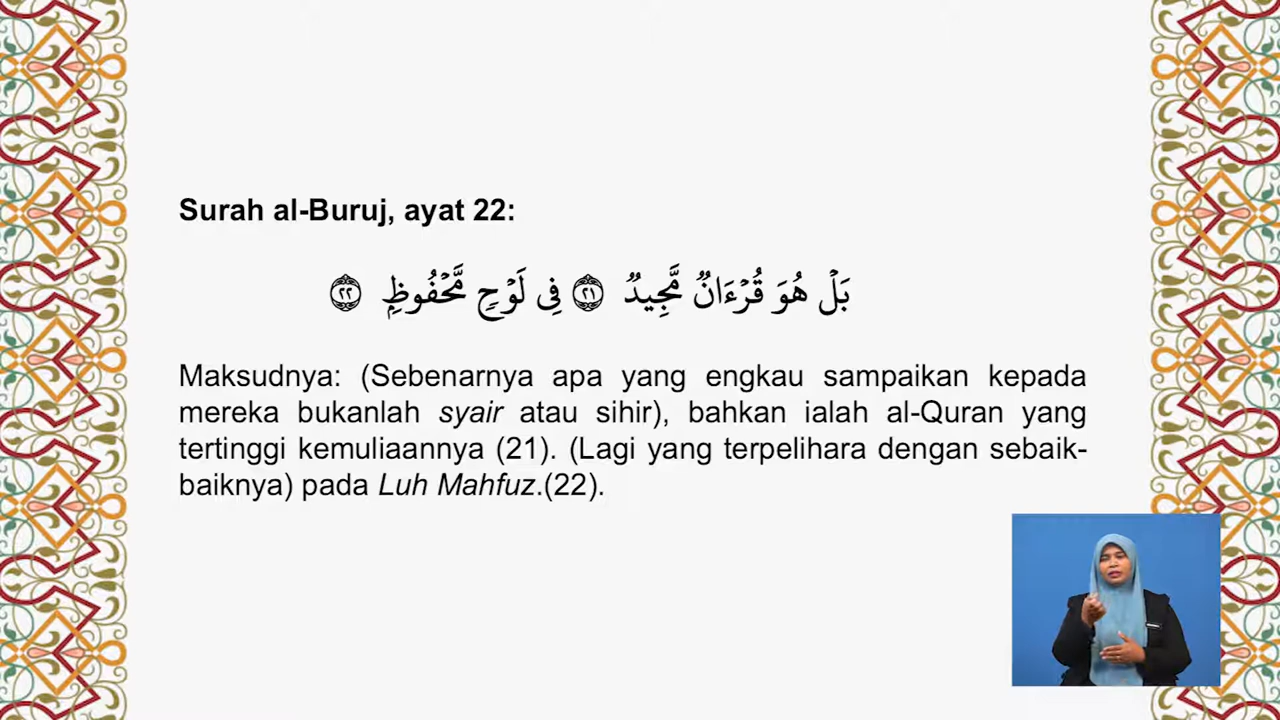 Surah al-Buruj, ayat 22:
بَلْ هُوَ قُرْءَانٌ مَّجِيدٌ ٢١ فِى لَوْحٍ مَّحْفُوظٍۭ ٢٢
Maksudnya: (Sebenarnya apa yang engkau sampaikan kepada
mereka bukanlah syair atau sihir), bahkan ialah al-Quran yang
tertinggi kemuliaannya (21). (Lagi yang terpelihara dengan sebaik-
baiknya) pada Luh Mahfuz.(22).